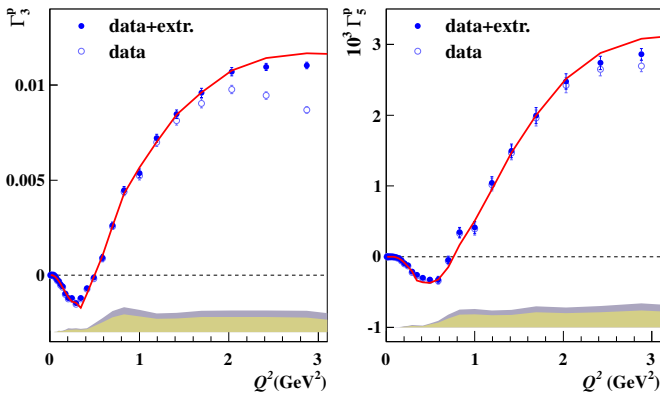 Γ₃ᵖ
data+extr.
data
0.01
0.005
0
0
1
2
3
Q² (GeV²)
10³ Γ₅ᵖ
data+extr.
data
3
2
1
0
-1
0
1
2
3
Q² (GeV²)